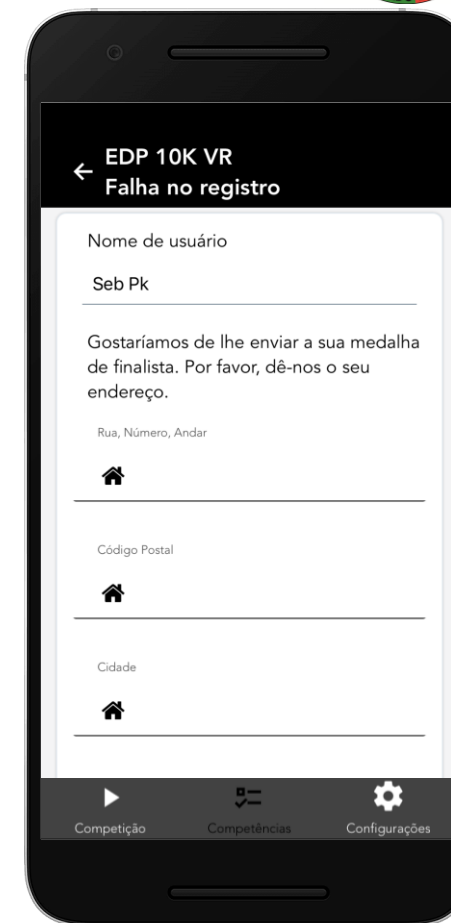 EDP 10K VR
Falha no registro
Nome de usuário
Seb Pk
Gostaríamos de lhe enviar a sua medalha
de finalista. Por favor, dê-nos o seu
endereço.
Rua, Número, Andar
Código Postal
Cidade
Competição Competências Configurações